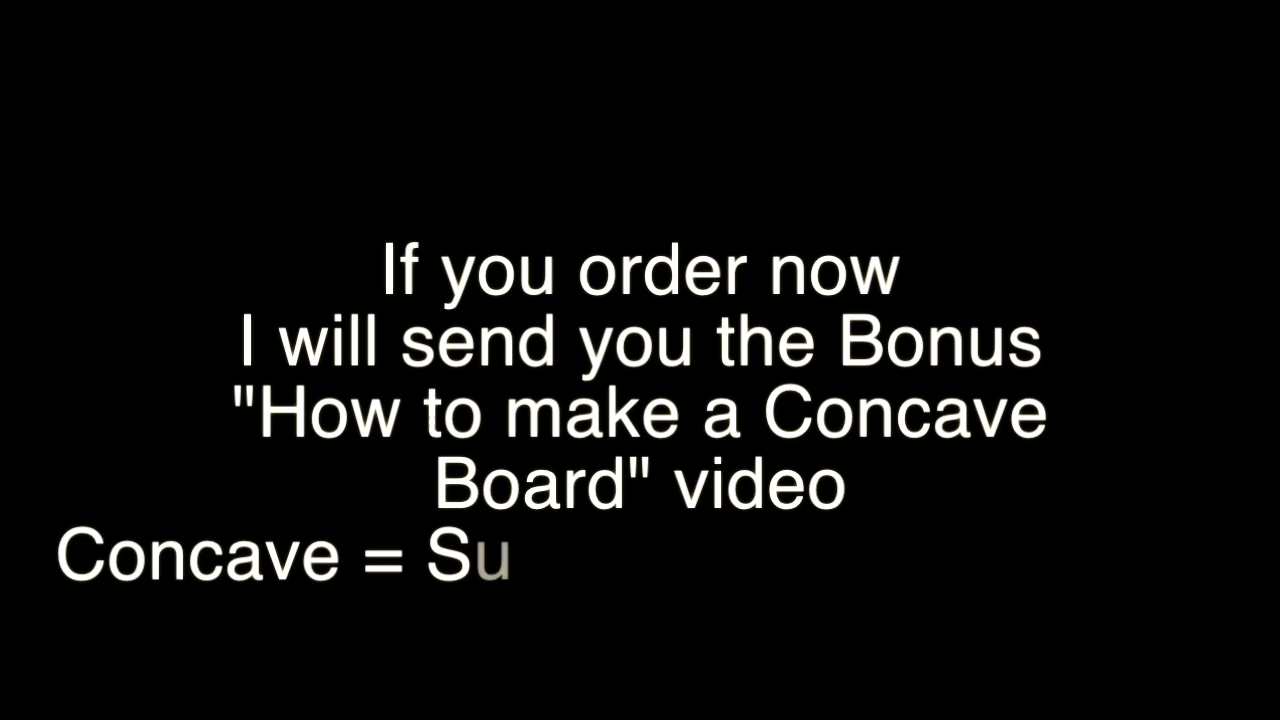 If you order now
I will send you the Bonus
"How to make a Concave
Board" video
Concave = Su